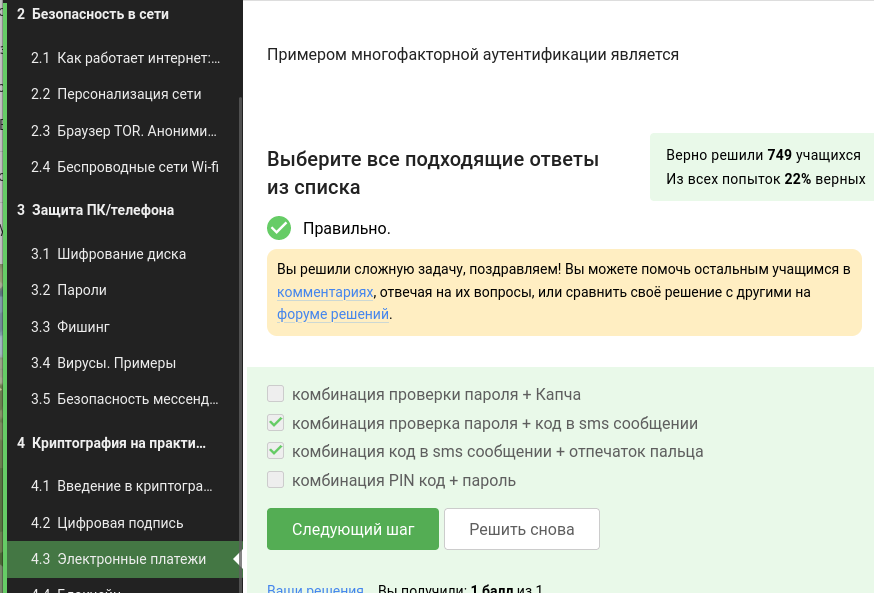 2 Безопасность в сети
2.1 Как работает интернет:…
2.2 Персонализация сети
2.3 Браузер TOR. Анонími…
2.4 Беспроводные сети Wi-fi
3 Защита ПК/телефона
3.1 Шифрование диска
3.2 Пароли
3.3 Фишинг
3.4 Вирусы. Примеры
3.5 Безопасность мессенд…
4 Криптография на практи…
4.1 Введение в криптогра…
4.2 Цифровая подпись
4.3 Электронные платежи
4.4 Блокчейн
Примером многофакторной аутентификации является
Выберите все подходящие ответы
из списка
Верно решили 749 учащихся
Из всех попыток 22% верных
Правильно.
Вы решили сложную задачу, поздравляем! Вы можете помочь остальным учащимся в
комментариях, отвечая на их вопросы, или сравнить своё решение с другими на
форуме решений.
комбинация проверки пароля + Капча
комбинация проверка пароля + код в sms сообщении
комбинация код в sms сообщении + отпечаток пальца
комбинация PIN код + пароль
Следующий шаг
Решить снова
Ваши решения Вы получили: 1 балл из 1